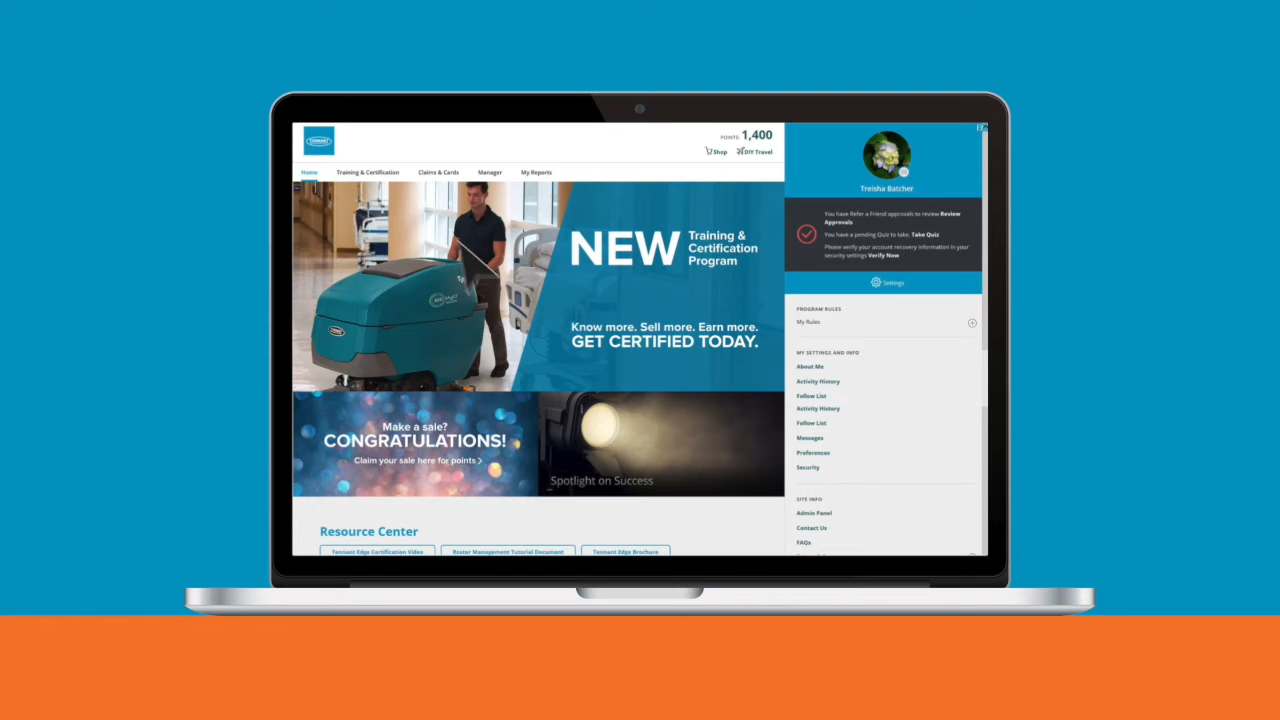 TENNANT
POINTS: 1,400
Shop DIY Travel
Home Training & Certification Claims & Cards Manager My Reports
NEW Training &
Certification
Program
Know more. Sell more. Earn more.
GET CERTIFIED TODAY.
TENNANT
Make a sale?
CONGRATULATIONS!
Claim your sale here for points >
Spotlight on Success
Resource Center
Tennant Edge Certification Video Roster Management Tutorial Document Tennant Edge Brochure
Treisha Batcher
You have Refer a Friend approvals to review Review
Approvals
You have a pending Quiz to take. Take Quiz
Please verify your account recovery information in your
security settings Verify Now
Settings
PROGRAM RULES
My Rules
MY SETTINGS AND INFO
About Me
Activity History
Follow List
Activity History
Follow List
Messages
Preferences
Security
SITE INFO
Admin Panel
Contact Us
FAQs